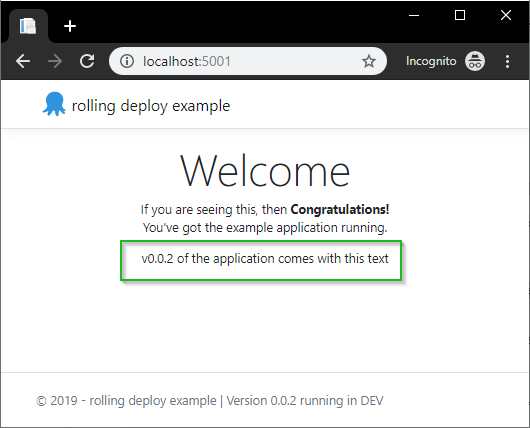 localhost:5001
Incognito
rolling deploy example
Welcome
If you are seeing this, then Congratulations!
You've got the example application running.
v0.0.2 of the application comes with this text
© 2019 - rolling deploy example | Version 0.0.2 running in DEV